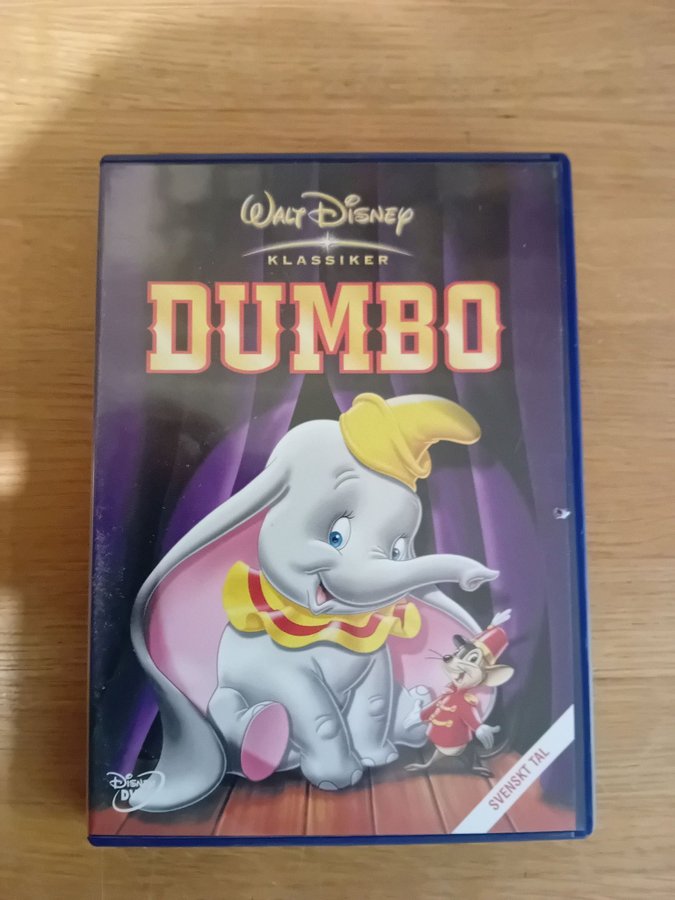 WALT DISNEY
KLASSIKER
DUMBO
DISNEY
DVD
SVENSKT TAL